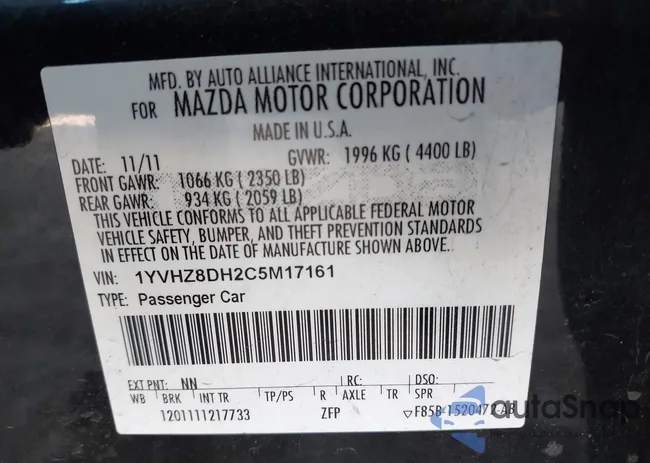 MFD. BY AUTO ALLIANCE INTERNATIONAL, INC.
FOR MAZDA MOTOR CORPORATION
MADE IN U.S.A.
DATE: 11/11 GVWR: 1996 KG ( 4400 LB)
FRONT GAWR: 1066 KG ( 2350 LB)
REAR GAWR: 934 KG ( 2059 LB)
THIS VEHICLE CONFORMS TO ALL APPLICABLE FEDERAL MOTOR
VEHICLE SAFETY, BUMPER, AND THEFT PREVENTION STANDARDS
IN EFFECT ON THE DATE OF MANUFACTURE SHOWN ABOVE.
VIN: 1YVHZ8DH2C5M17161
TYPE: Passenger Car
EXT PNT: NN RC: DSO:
WB BRK INT TR TP/PS R AXLE TR SPR
1201111217733 ZFP ▽F85B-1520472-AB
autoSnap